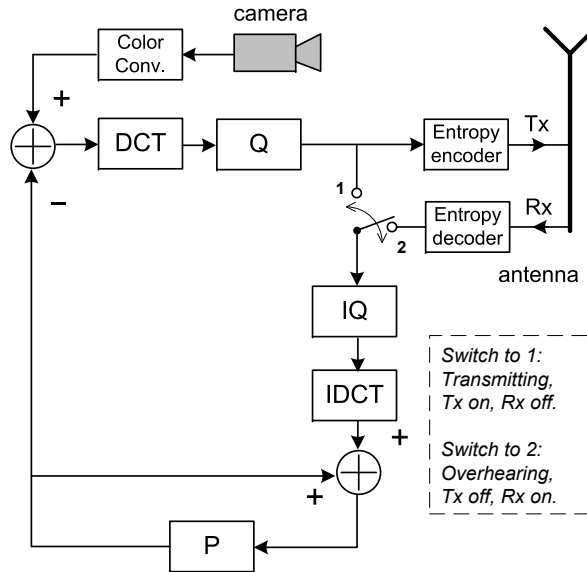 camera
Color
Conv.
+
DCT
Q
Entropy
encoder
Tx
–
1
2
Entropy
decoder
Rx
antenna
IQ
IDCT
+
+
P
Switch to 1:
Transmitting,
Tx on, Rx off.
Switch to 2:
Overhearing,
Tx off, Rx on.